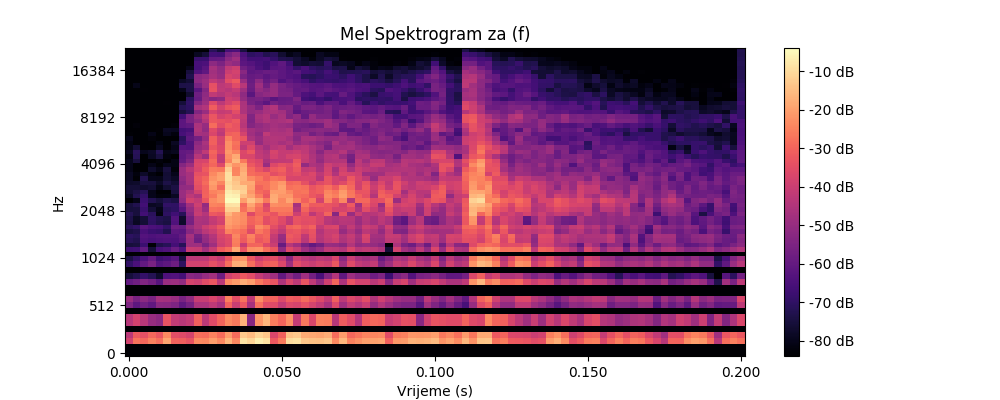 Mel Spektrogram za (f)
Hz
16384
8192
4096
2048
1024
512
0
0.000 0.050 0.100 0.150 0.200
Vrijeme (s)
-10 dB
-20 dB
-30 dB
-40 dB
-50 dB
-60 dB
-70 dB
-80 dB